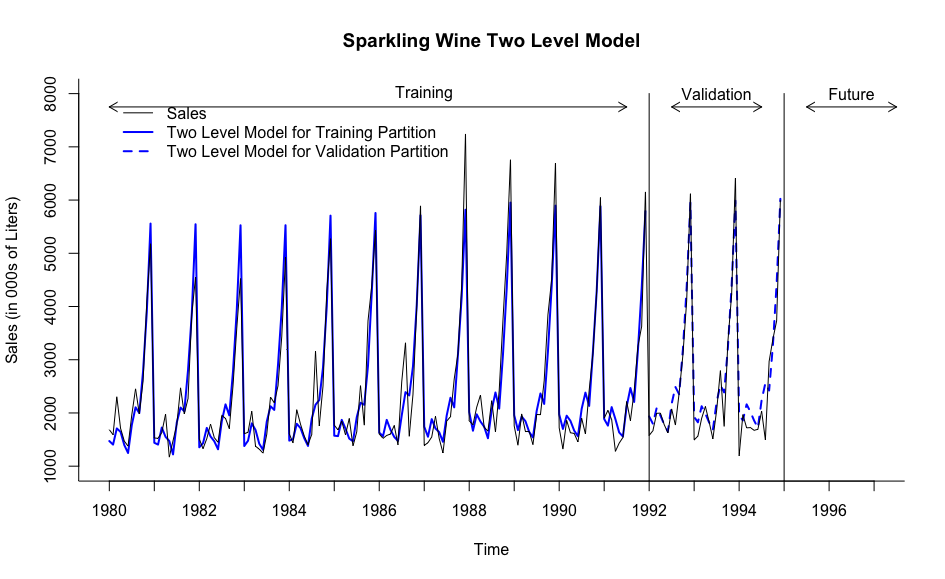 Sparkling Wine Two Level Model
Training
Validation
Future
Sales
Two Level Model for Training Partition
Two Level Model for Validation Partition
Sales (in 000s of Liters)
8000
7000
6000
5000
4000
3000
2000
1000
1980 1982 1984 1986 1988 1990 1992 1994 1996
Time